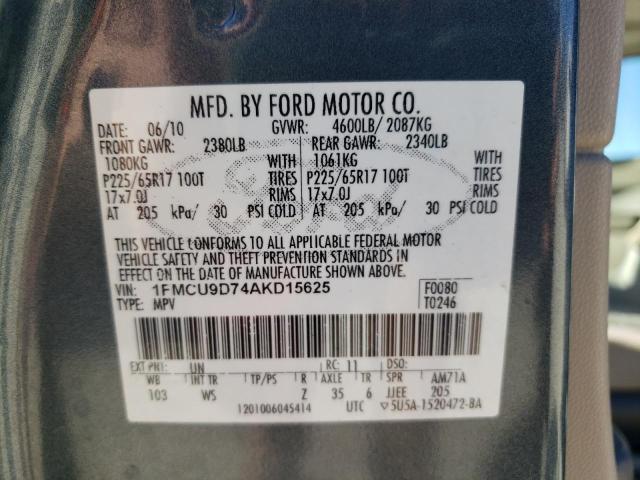 MFD. BY FORD MOTOR CO.
DATE: 06/10 GVWR: 4600LB/ 2087KG
FRONT GAWR: 2380LB REAR GAWR: 2340LB
1080KG WITH 1061KG WITH
P225/65R17 100T TIRES P225/65R17 100T TIRES
17x7.0J RIMS 17x7.0J RIMS
AT 205 kPa/ 30 PSI COLD AT 205 kPa/ 30 PSI COLD
THIS VEHICLE CONFORMS TO ALL APPLICABLE FEDERAL MOTOR
VEHICLE SAFETY AND THEFT PREVENTION STANDARDS IN
EFFECT ON THE DATE OF MANUFACTURE SHOWN ABOVE.
VIN: 1FMCU9D74AKD15625 F0080
TYPE: MPV T0246
EXT PNT: UN RC: 11 DSO:
WB INT TR TP/PS R AXLE TR SPR AM71A
103 WS Z 35 6 JJEE 205
1201006045414 UTC ▽5U5A-1520472-BA